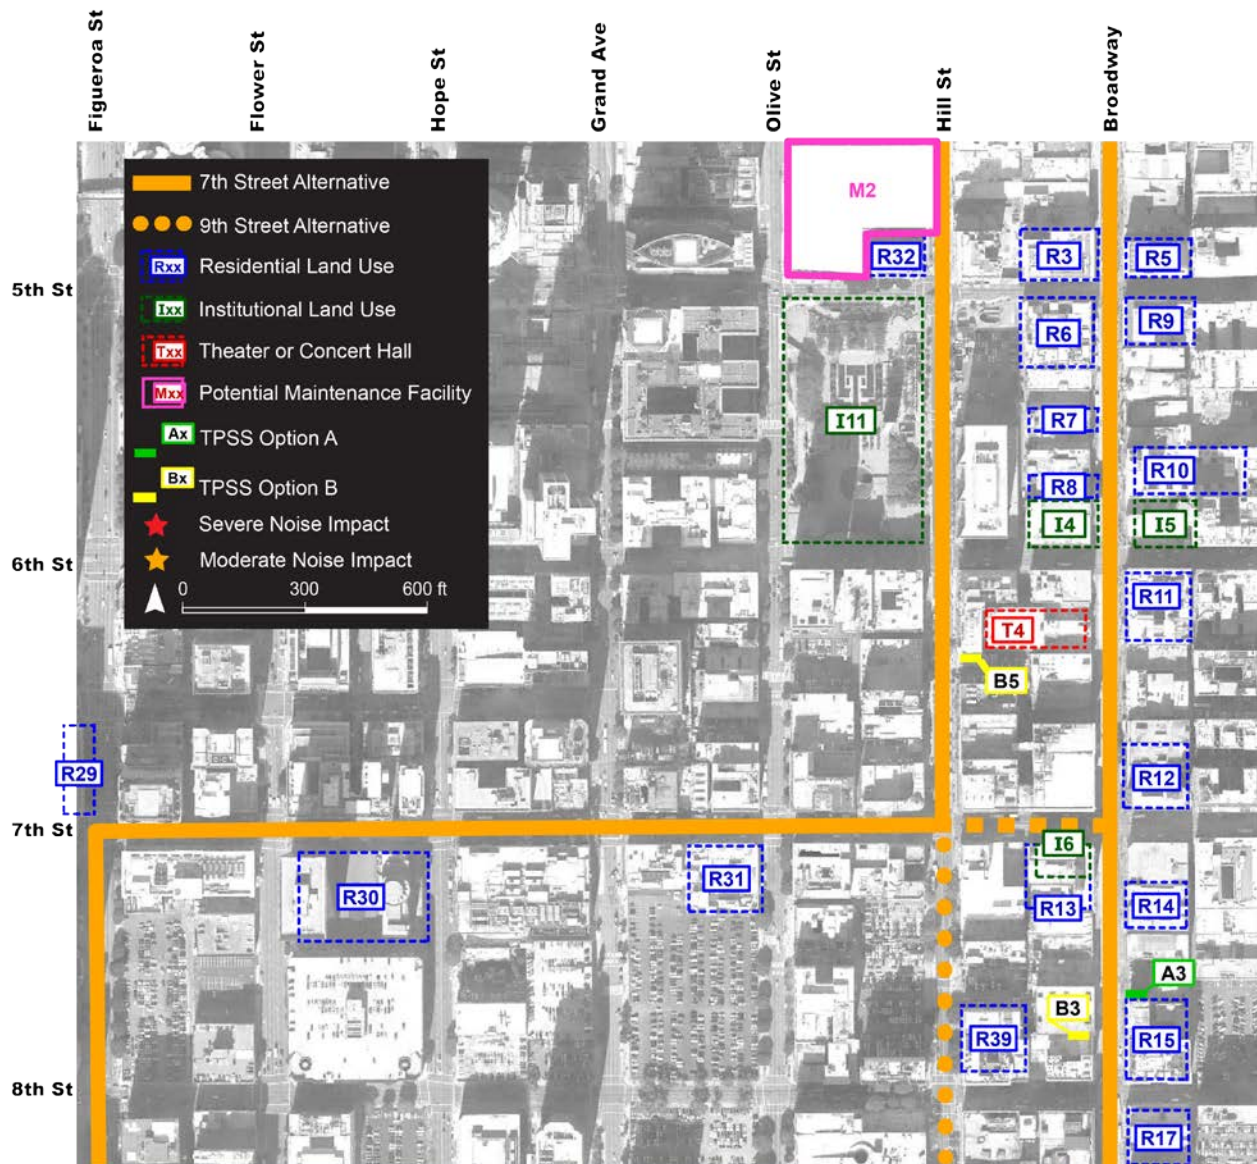 Figueroa St
Flower St
Hope St
Grand Ave
Olive St
Hill St
Broadway
7th Street Alternative
9th Street Alternative
Rxx Residential Land Use
Ixx Institutional Land Use
Txx Theater or Concert Hall
Mxx Potential Maintenance Facility
Ax TPSS Option A
Bx TPSS Option B
Severe Noise Impact
Moderate Noise Impact
0 300 600 ft
M2
R32
R3
R5
5th St
R6
R9
I11
R7
R10
R8
I4
I5
6th St
R11
T4
B5
R29
R12
7th St
I6
R30
R31
R13
R14
A3
B3
R39
R15
8th St
R17